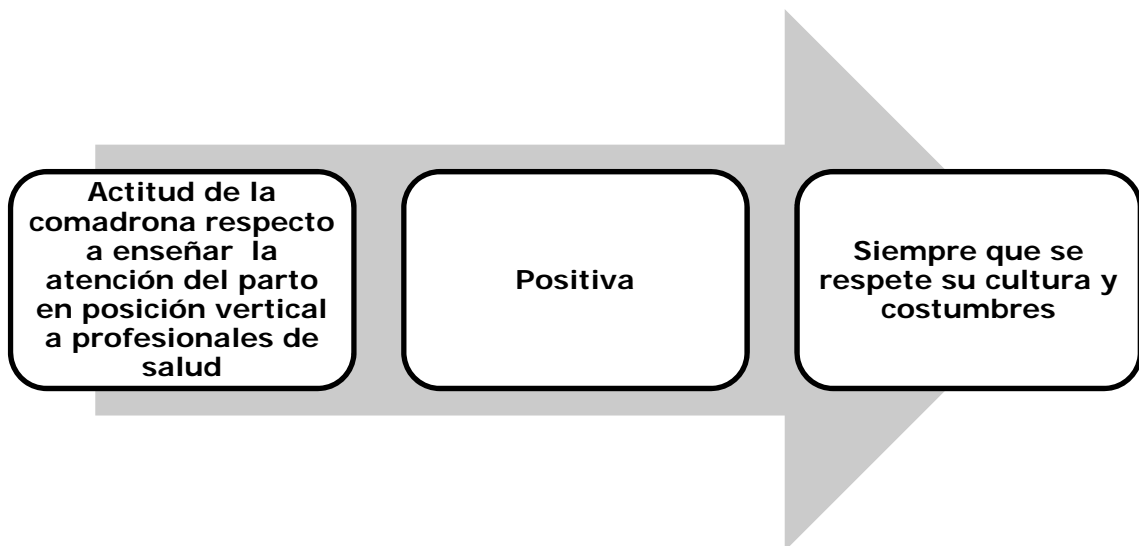 Actitud de la
comadrona respecto
a enseñar la
atención del parto
en posición vertical
a profesionales de
salud
Positiva
Siempre que se
respete su cultura y
costumbres